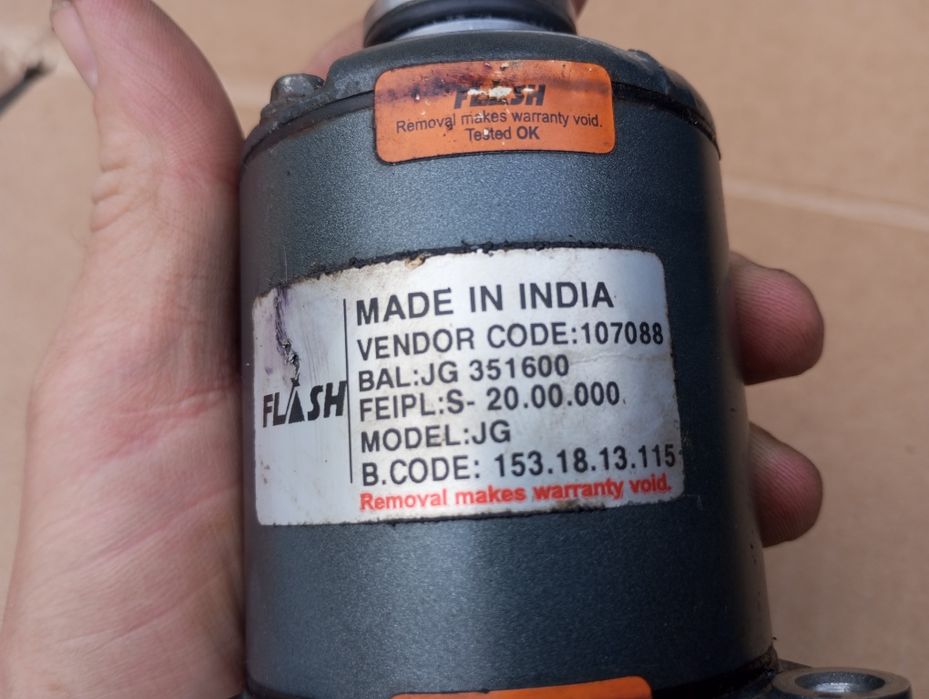 FLASH
Removal makes warranty void.
Tested OK
MADE IN INDIA
VENDOR CODE:107088
BAL:JG 351600
FLASH
FEIPL:S- 20.00.000
MODEL:JG
B.CODE: 153.18.13.115
Removal makes warranty void.